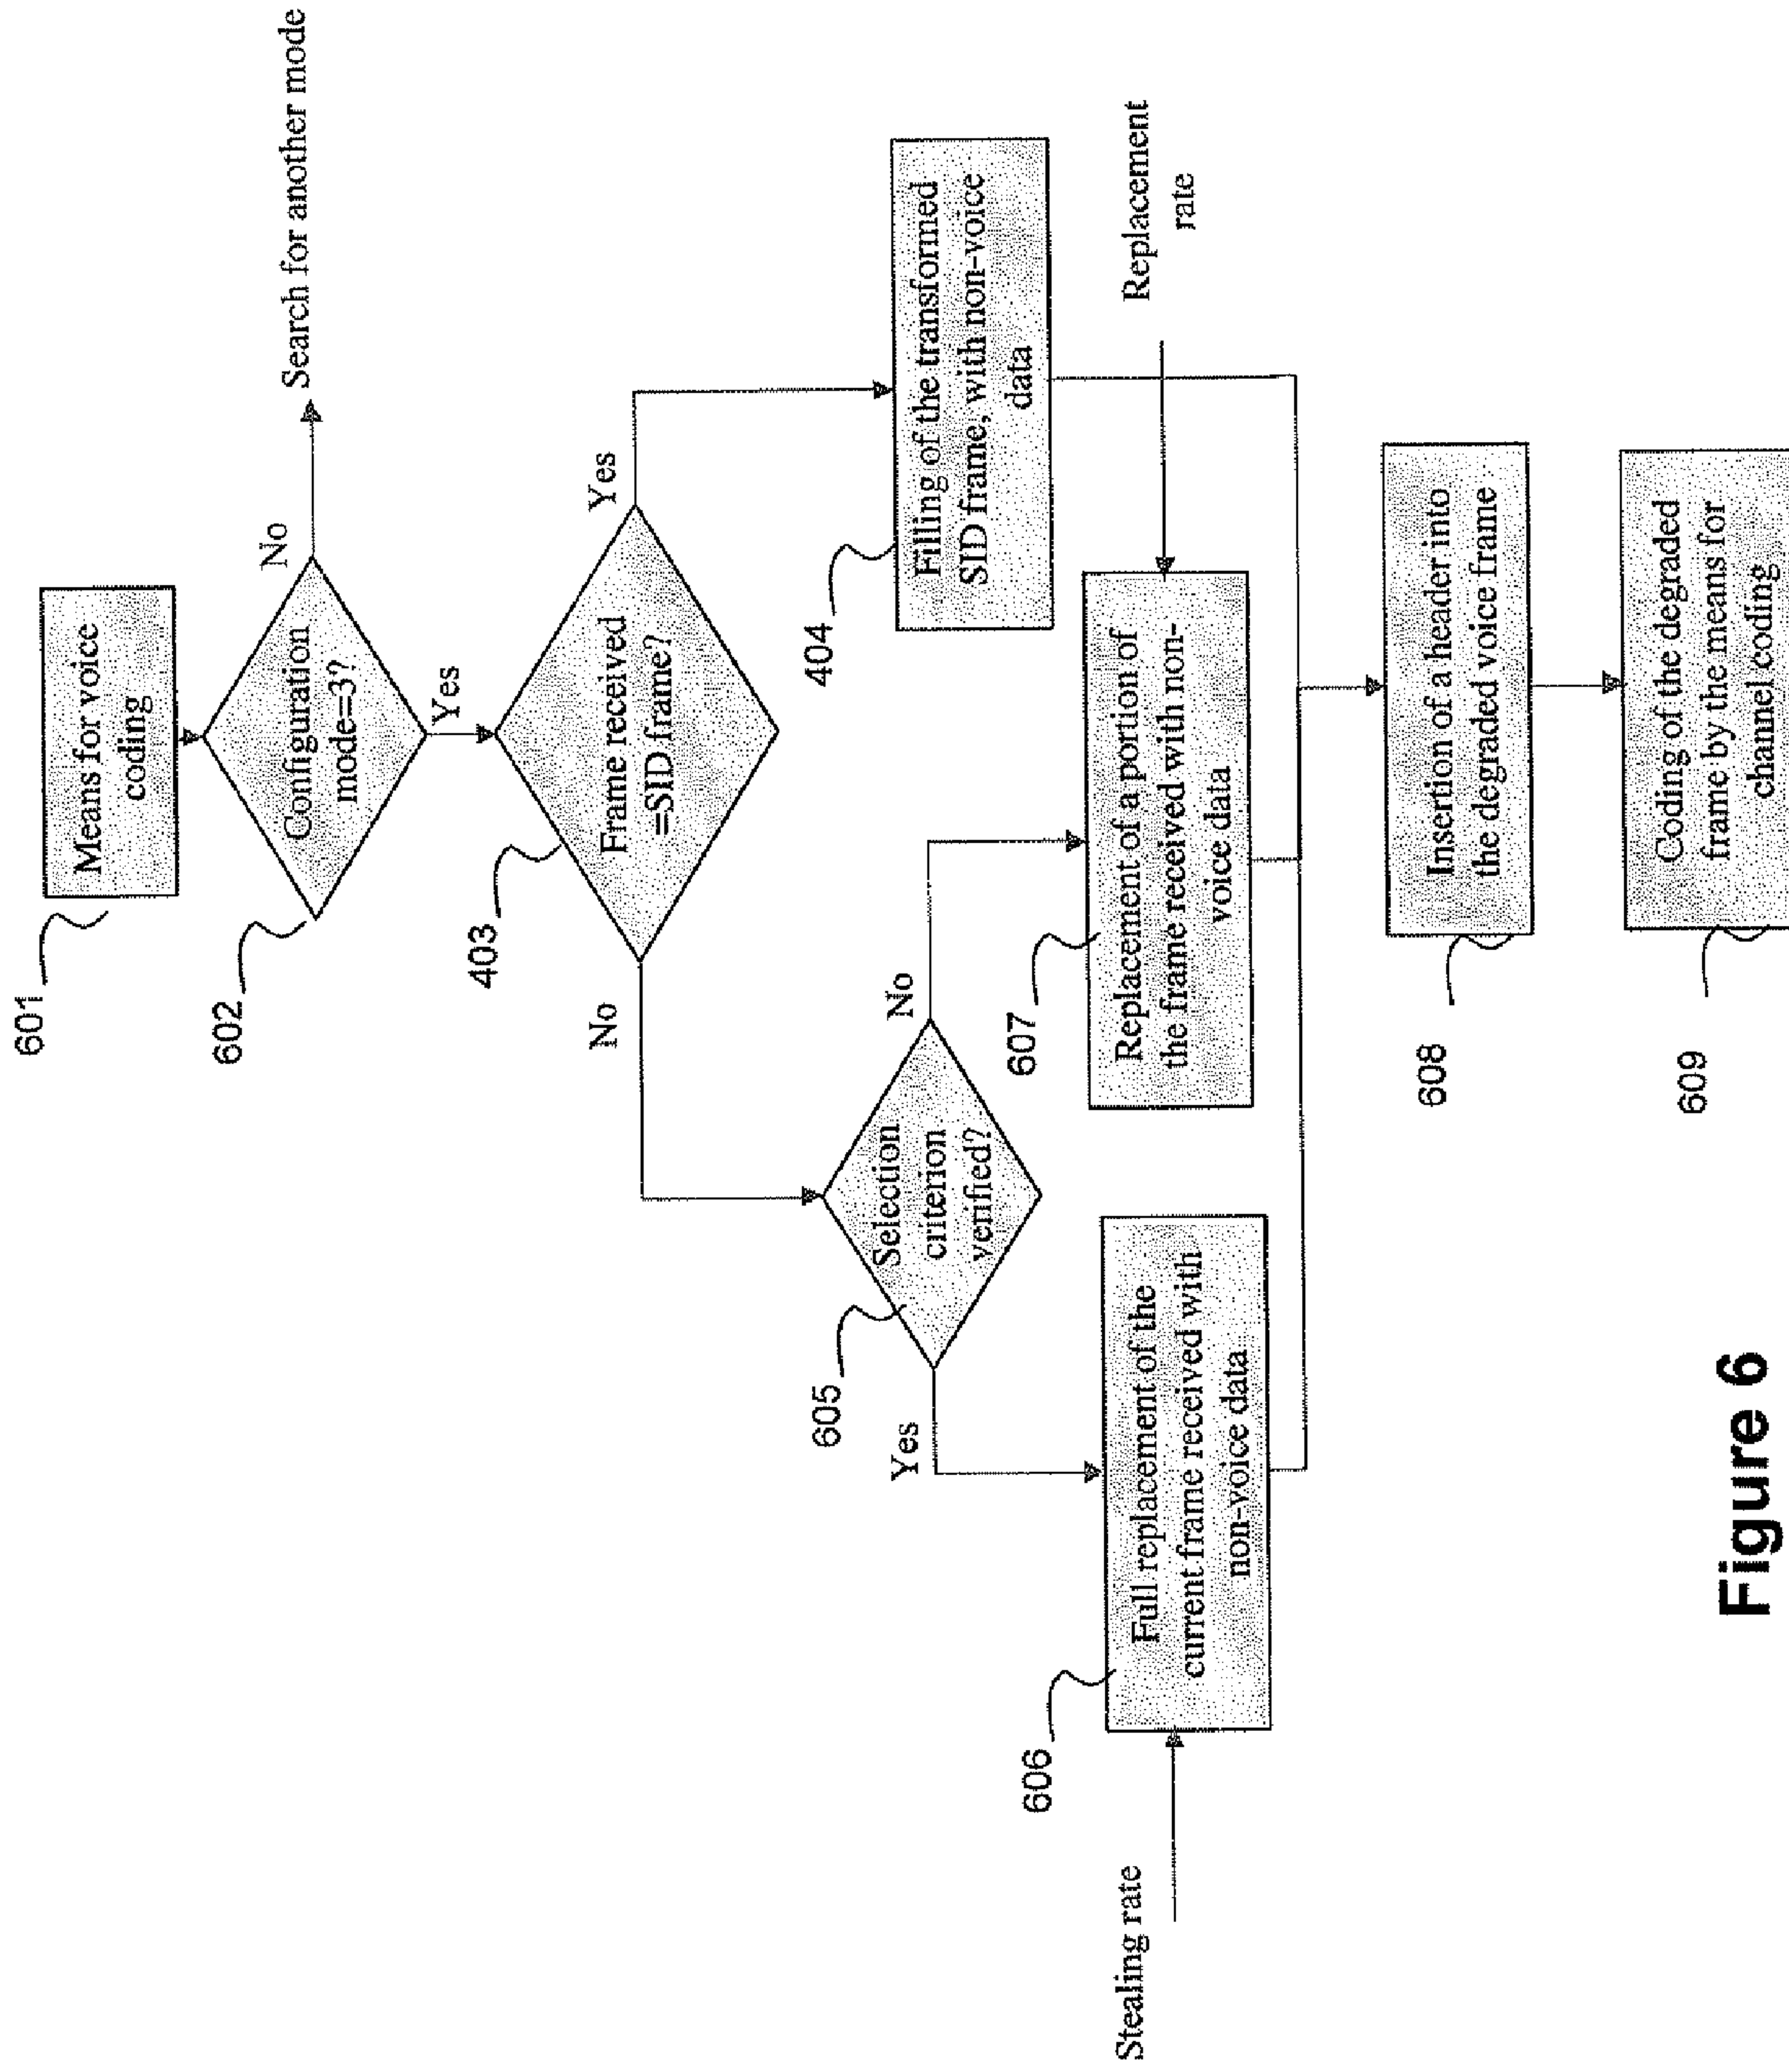 601
Means for voice
coding
602
Configuration
mode=3?
No
Search for another mode
Yes
403
Frame received
=SID frame?
No
Yes
404
Filling of the transformed
SID frame, with non-voice
data
605
Selection
criterion
verified?
Yes
No
Stealing rate
606
Full replacement of the
current frame received with
non-voice data
607
Replacement of a portion of
the frame received with non-
voice data
Replacement
rate
608
Insertion of a header into
the degraded voice frame
609
Coding of the degraded
frame by the means for
channel coding
Figure 6